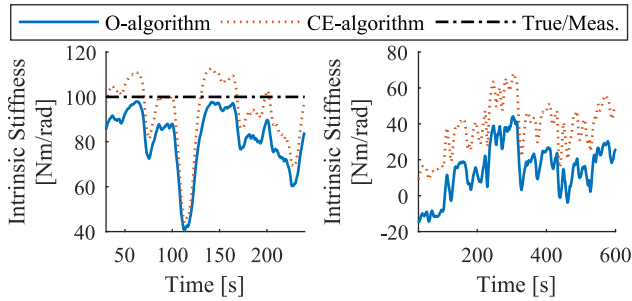 O-algorithm CE-algorithm True/Meas.
Intrinsic Stiffness
[Nm/rad]
120
100
80
60
40
50 100 150 200
Time [s]
Intrinsic Stiffness
[Nm/rad]
80
60
40
20
0
-20
200 400 600
Time [s]